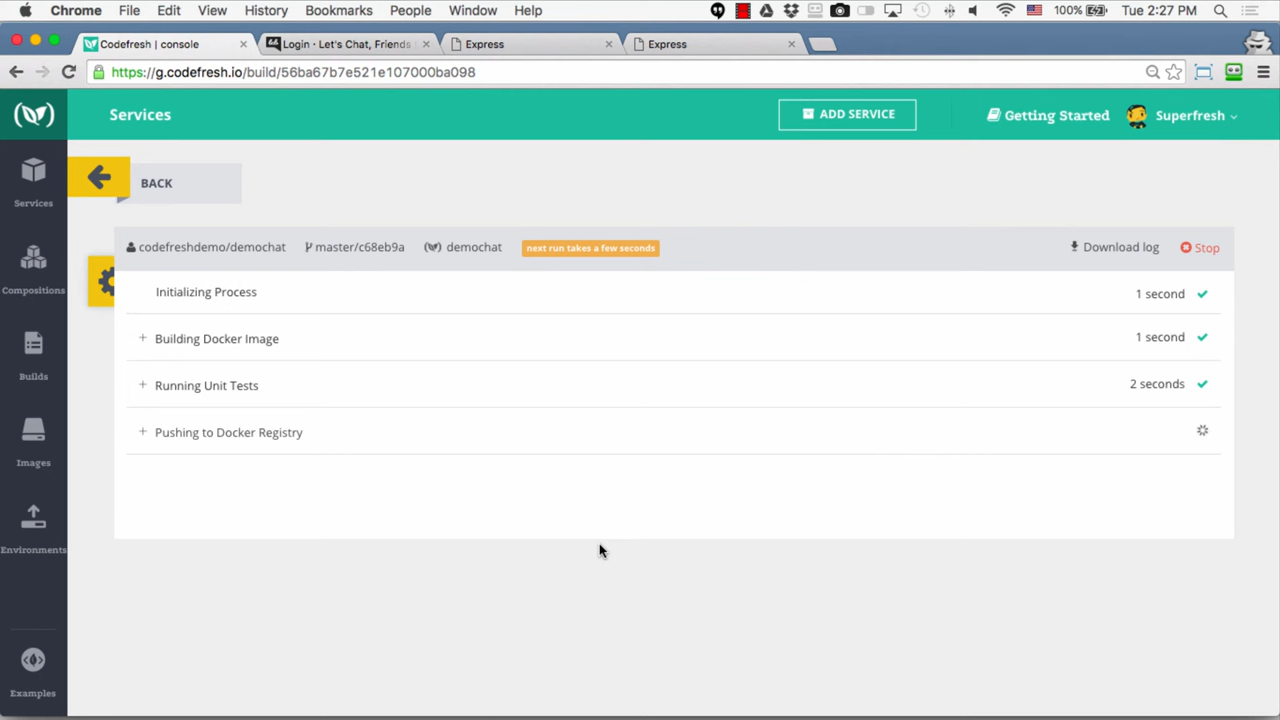 Chrome File Edit View History Bookmarks People Window Help 100% Tue 2:27 PM
Codefresh | console Login · Let's Chat, Friends Express Express
https://g.codefresh.io/build/56ba67b7e521e107000ba098
Services ADD SERVICE Getting Started Superfresh
Services
BACK
codefreshdemo/demochat master/c68eb9a demochat next run takes a few seconds Download log Stop
Compositions
Initializing Process 1 second
+ Building Docker Image 1 second
Builds
+ Running Unit Tests 2 seconds
+ Pushing to Docker Registry
Images
Environments
Examples